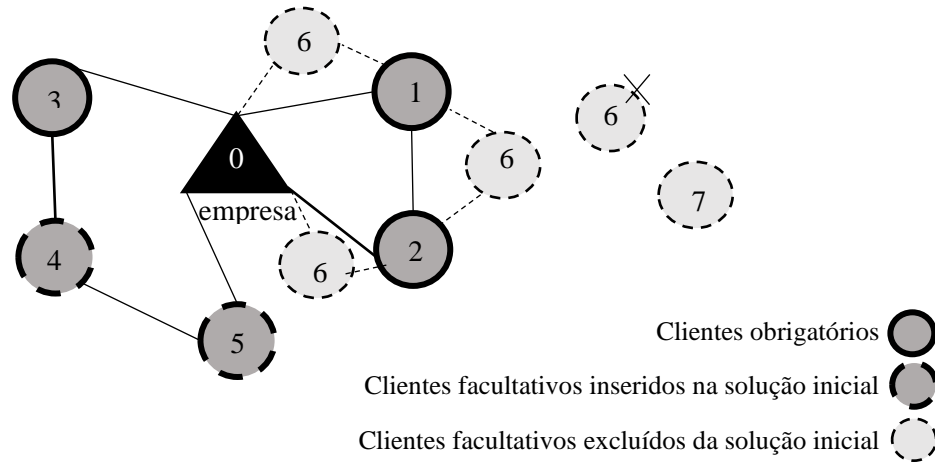 6
3
1
6
0
6
7
empresa
4
2
6
5
Clientes obrigatórios
Clientes facultativos inseridos na solução inicial
Clientes facultativos excluídos da solução inicial